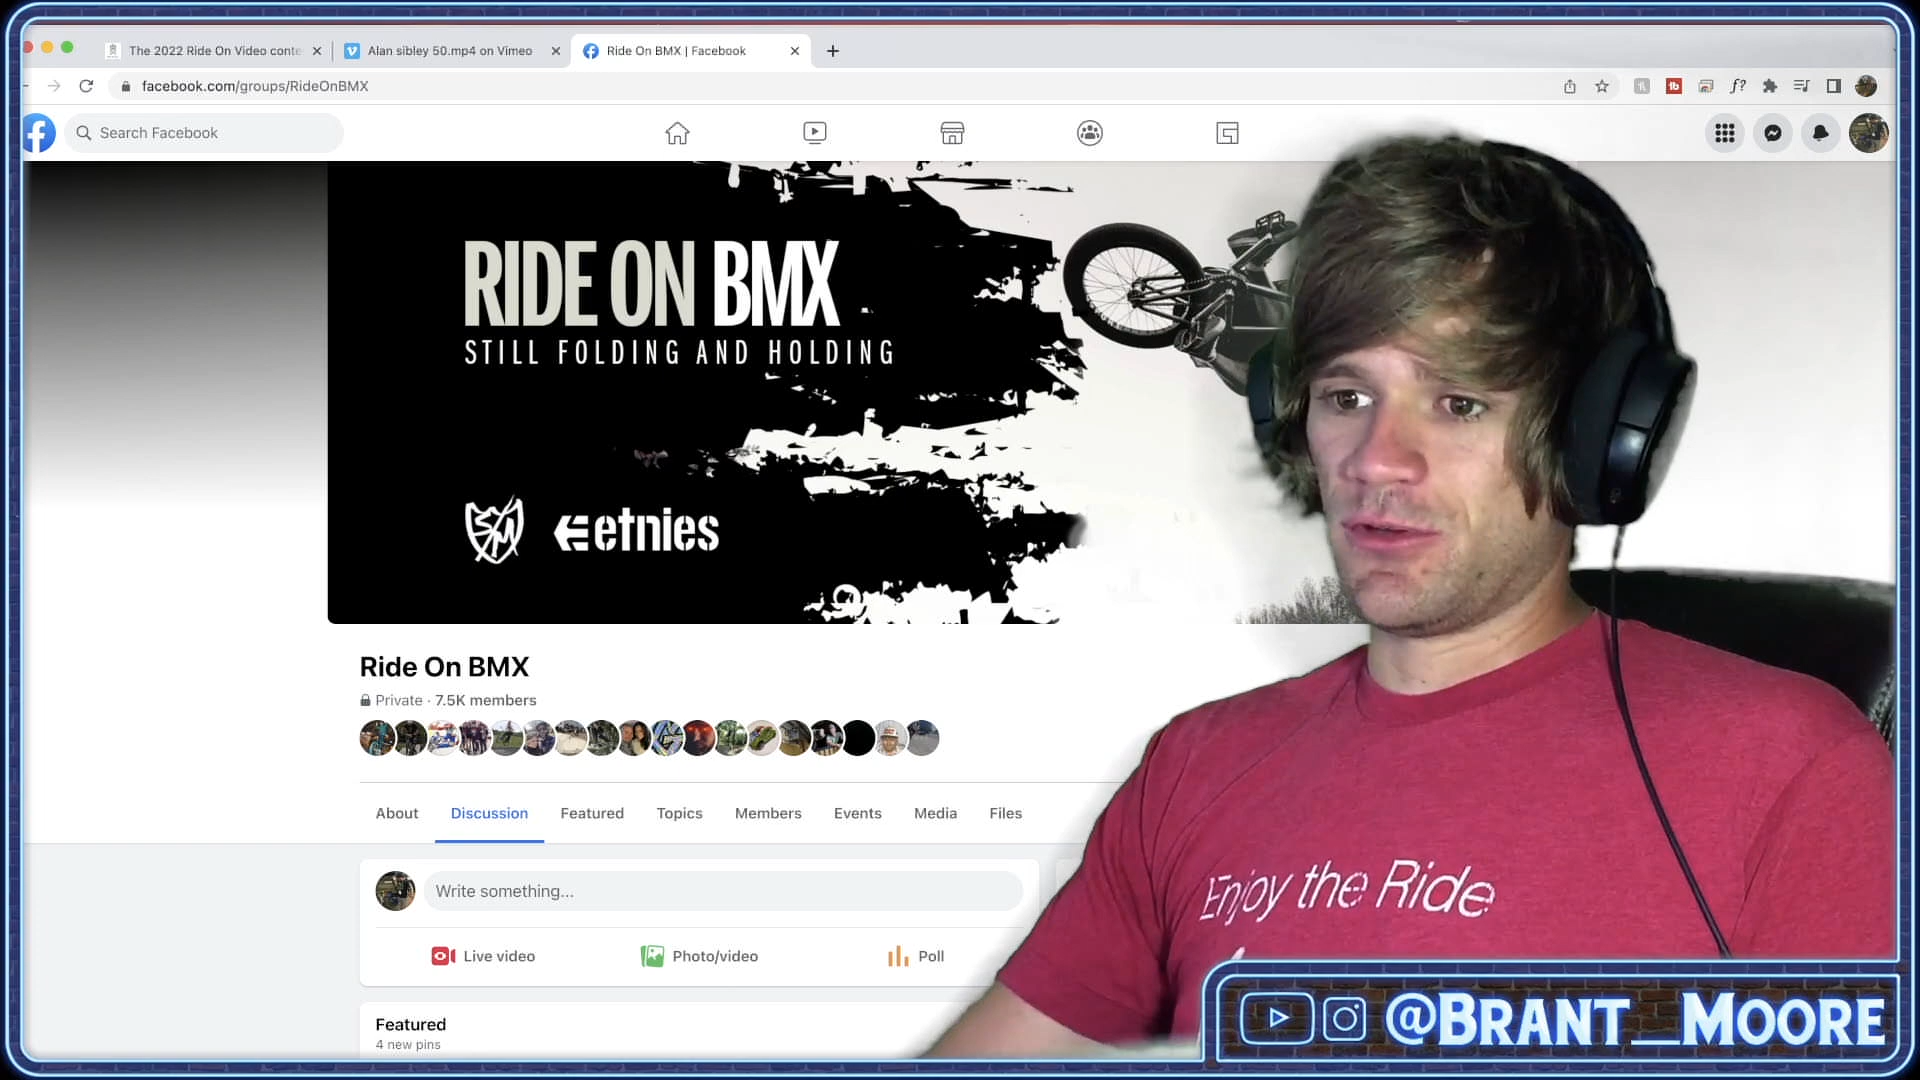 The 2022 Ride On Video conte
Alan sibley 50.mp4 on Vimeo
Ride On BMX | Facebook
facebook.com/groups/RideOnBMX
tb
f?
Search Facebook
RIDE ON BMX
STILL FOLDING AND HOLDING
SM
etnies
Ride On BMX
Private · 7.5K members
About
Discussion
Featured
Topics
Members
Events
Media
Files
Write something...
Live video
Photo/video
Poll
Enjoy the Ride
Featured
4 new pins
@BRANT_MOORE